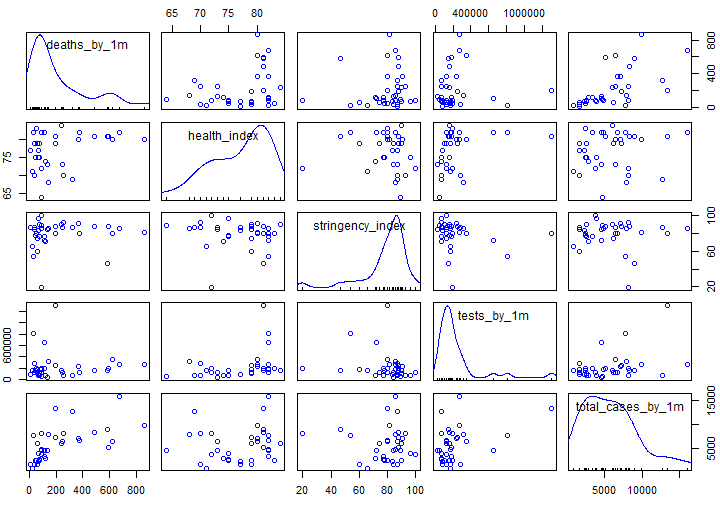 65 70 75 80
0 400000 1000000
deaths_by_1m
0 400 800
65 75
health_index
stringency_index
20 60 100
0 600000
tests_by_1m
total_cases_by_1m
5000 15000
0 200 400 600 800
20 40 60 80 100
5000 10000